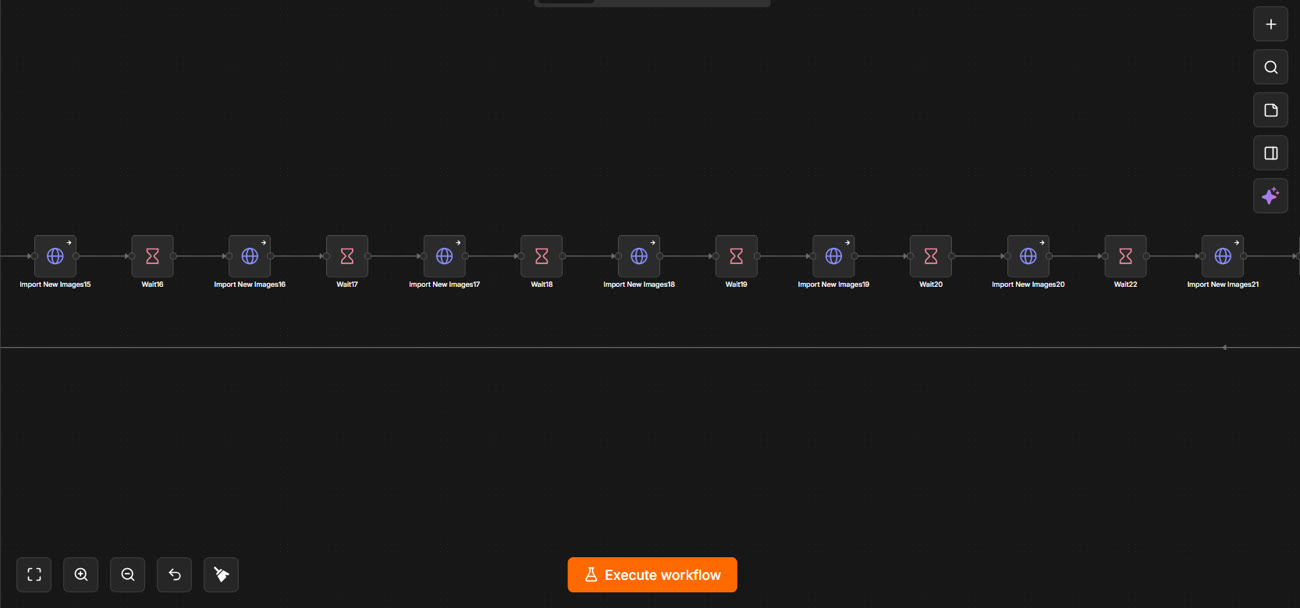 Import New Images15
Wait16
Import New Images16
Wait17
Import New Images17
Wait18
Import New Images18
Wait19
Import New Images19
Wait20
Import New Images20
Wait22
Import New Images21
Execute workflow